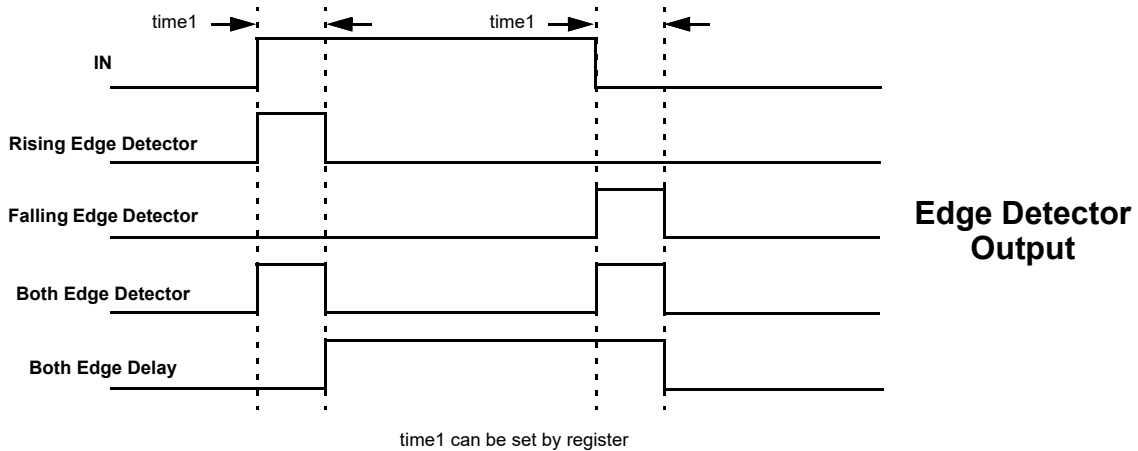 time1
time1
IN
Rising Edge Detector
Falling Edge Detector
Edge Detector
Output
Both Edge Detector
Both Edge Delay
time1 can be set by register